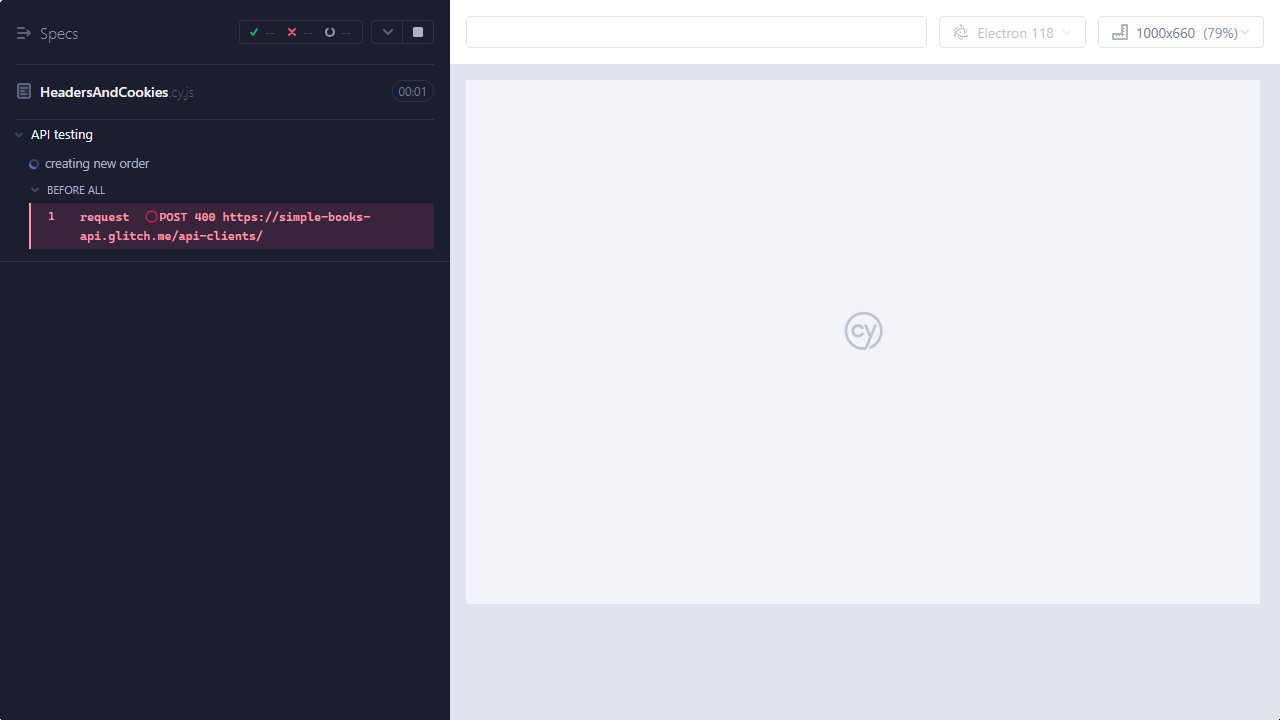 Specs
-- -- --
Electron 118
1000x660 (79%)
HeadersAndCookies.cy.js
00:01
API testing
creating new order
BEFORE ALL
1 request POST 400 https://simple-books-
api.glitch.me/api-clients/
cy